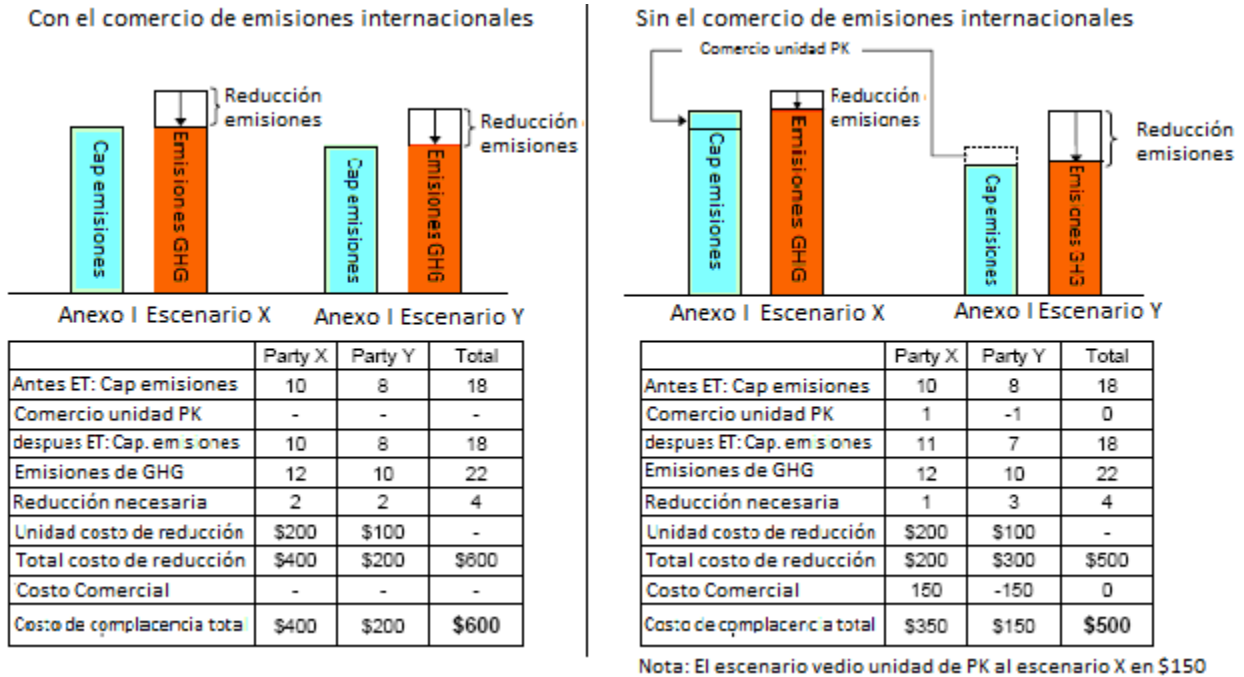 Con el comercio de emisiones internacionales
Reducción
emisiones
Reducción
emisiones
Cap emisiones
Emisiones GHG
Cap emisiones
Emisiones GHG
Anexo I Escenario X
Anexo I Escenario Y
Party X Party Y Total
Antes ET: Cap emisiones 10 8 18
Comercio unidad PK - - -
despues ET: Cap. emisiones 10 8 18
Emisiones de GHG 12 10 22
Reducción necesaria 2 2 4
Unidad costo de reducción $200 $100 -
Total costo de reducción $400 $200 $600
Costo Comercial - - -
Costo de complacencia total $400 $200 $600
Sin el comercio de emisiones internacionales
Comercio unidad PK
Reducción
emisiones
Reducción
emisiones
Cap emisiones
Emisiones GHG
Cap emisiones
Emisiones GHG
Anexo I Escenario X
Anexo I Escenario Y
Party X Party Y Total
Antes ET: Cap emisiones 10 8 18
Comercio unidad PK 1 -1 0
despues ET: Cap. emisiones 11 7 18
Emisiones de GHG 12 10 22
Reducción necesaria 1 3 4
Unidad costo de reducción $200 $100 -
Total costo de reducción $200 $300 $500
Costo Comercial 150 -150 0
Costo de complacencia total $350 $150 $500
Nota: El escenario vedio unidad de PK al escenario X en $150